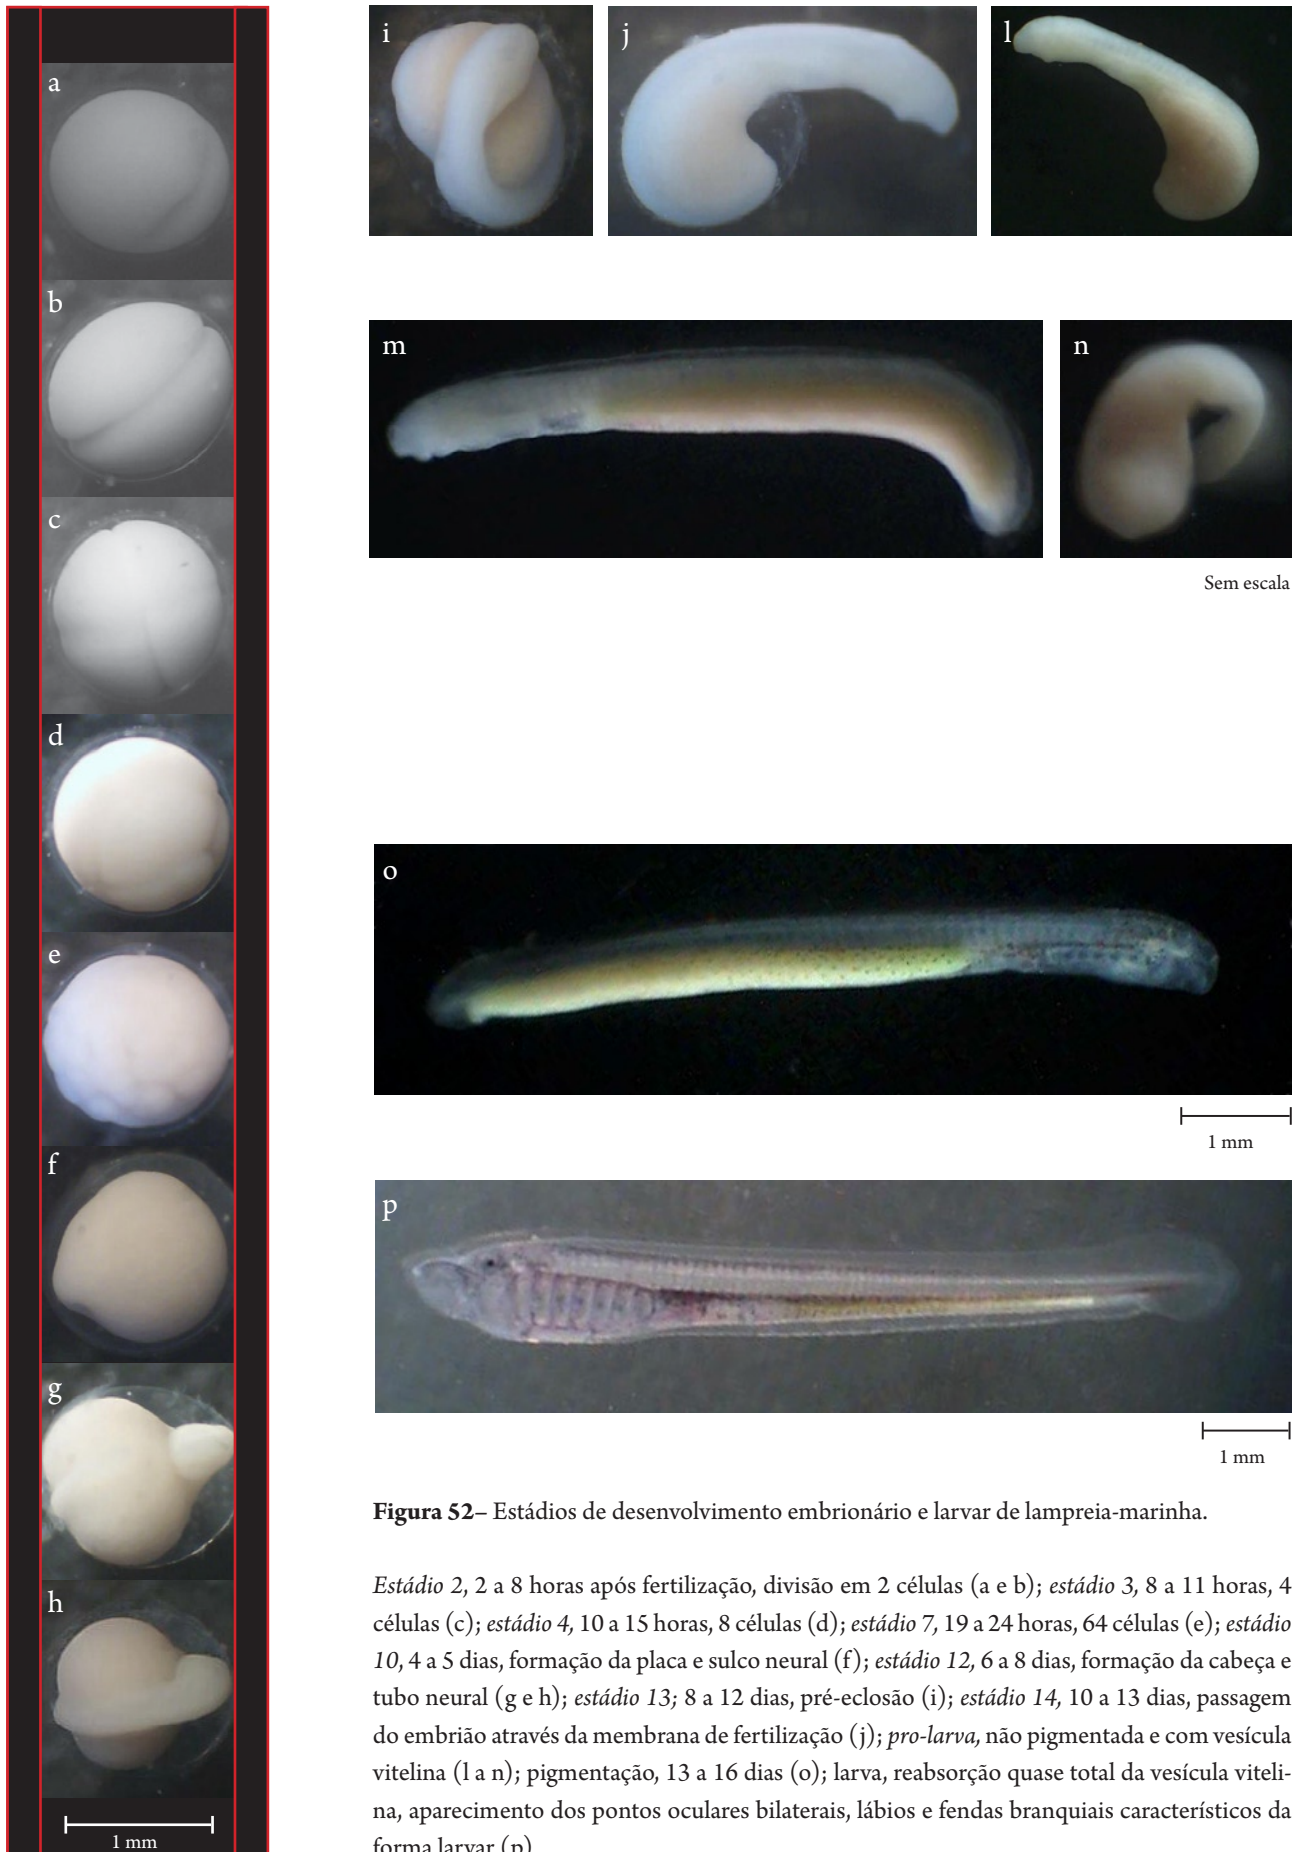 a
b
c
d
e
f
g
h
1 mm
i
j
l
m
n
Sem escala
o
1 mm
p
1 mm
Figura 52– Estádios de desenvolvimento embrionário e larvar de lampreia-marinha.
Estádio 2, 2 a 8 horas após fertilização, divisão em 2 células (a e b); estádio 3, 8 a 11 horas, 4
células (c); estádio 4, 10 a 15 horas, 8 células (d); estádio 7, 19 a 24 horas, 64 células (e); estádio
10, 4 a 5 dias, formação da placa e sulco neural (f); estádio 12, 6 a 8 dias, formação da cabeça e
tubo neural (g e h); estádio 13; 8 a 12 dias, pré-eclosão (i); estádio 14, 10 a 13 dias, passagem
do embrião através da membrana de fertilização (j); pro-larva, não pigmentada e com vesícula
vitelina (l a n); pigmentação, 13 a 16 dias (o); larva, reabsorção quase total da vesícula viteli-
na, aparecimento dos pontos oculares bilaterais, lábios e fendas branquiais característicos da
forma larvar (p)